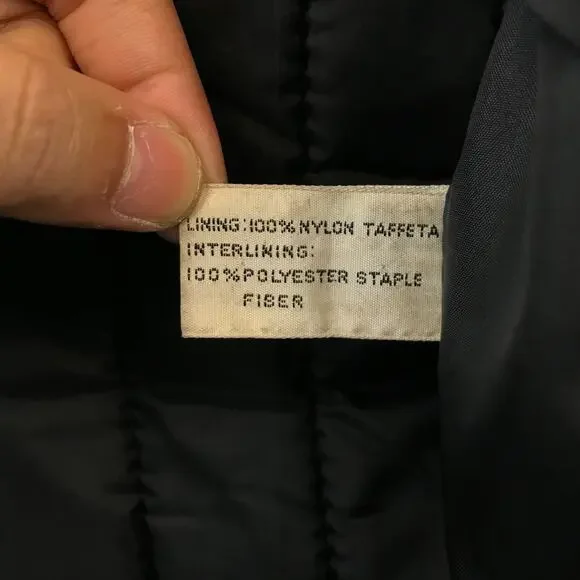 LINING:100%NYLON TAFFETA
INTERLINING:
100%POLYESTER STAPLE
FIBER